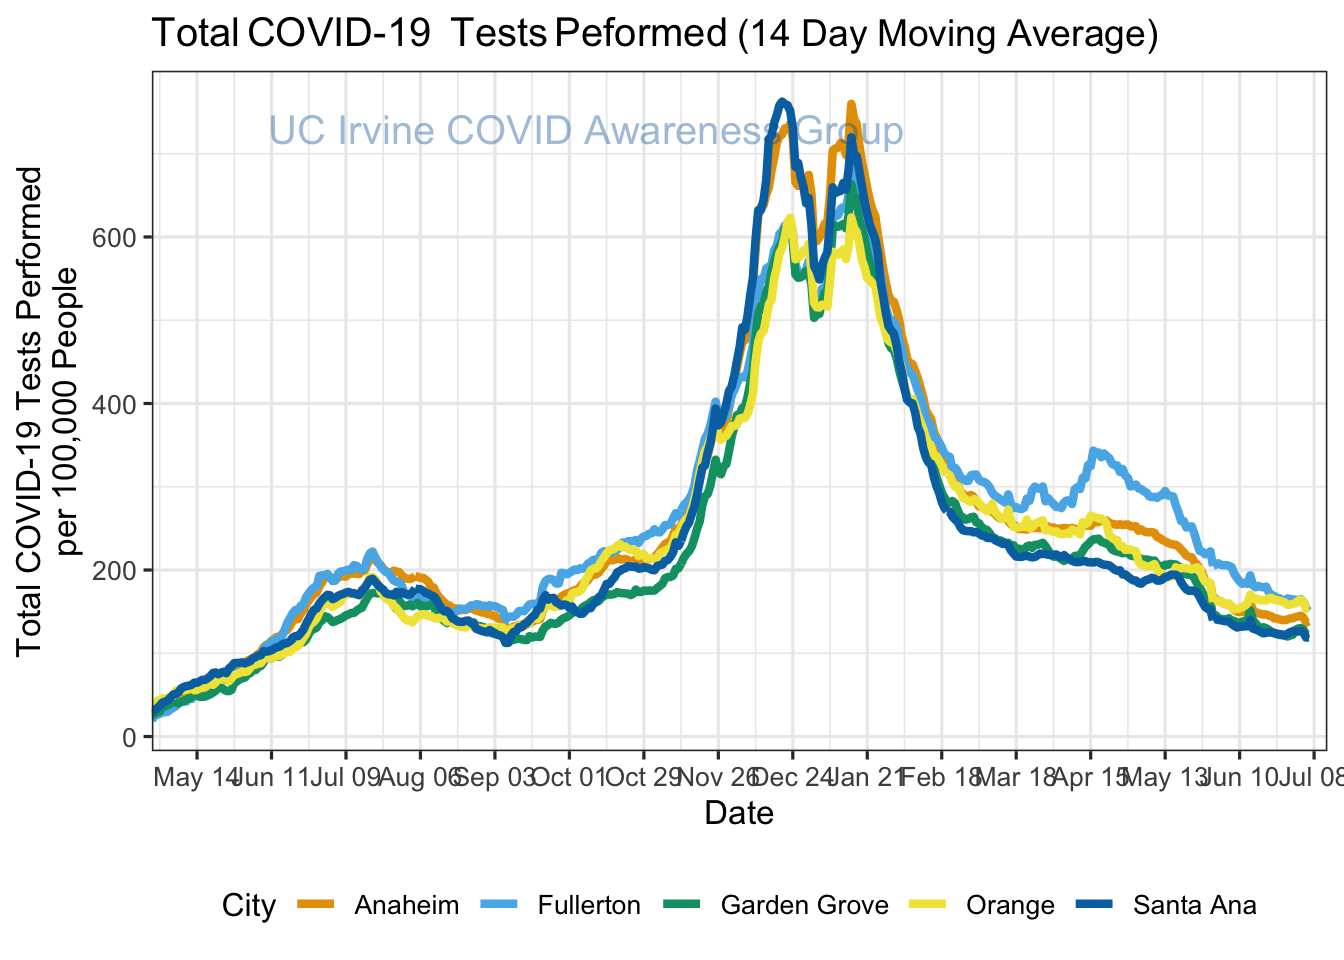 Total COVID-19 Tests Peformed (14 Day Moving Average)
UC Irvine COVID Awareness Group
Total COVID-19 Tests Performed
per 100,000 People
600
400
200
0
May 14 Jun 11 Jul 09 Aug 06 Sep 03 Oct 01 Oct 29 Nov 26 Dec 24 Jan 21 Feb 18 Mar 18 Apr 15 May 13 Jun 10 Jul 08
Date
City Anaheim Fullerton Garden Grove Orange Santa Ana